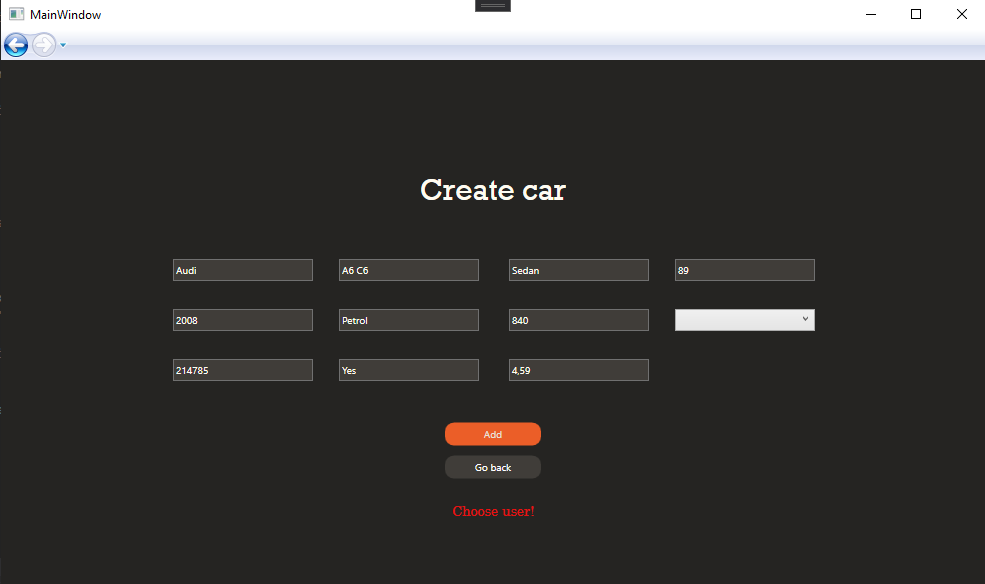 MainWindow
Create car
Audi A6 C6 Sedan 89
2008 Petrol 840
214785 Yes 4,59
Add
Go back
Choose user!